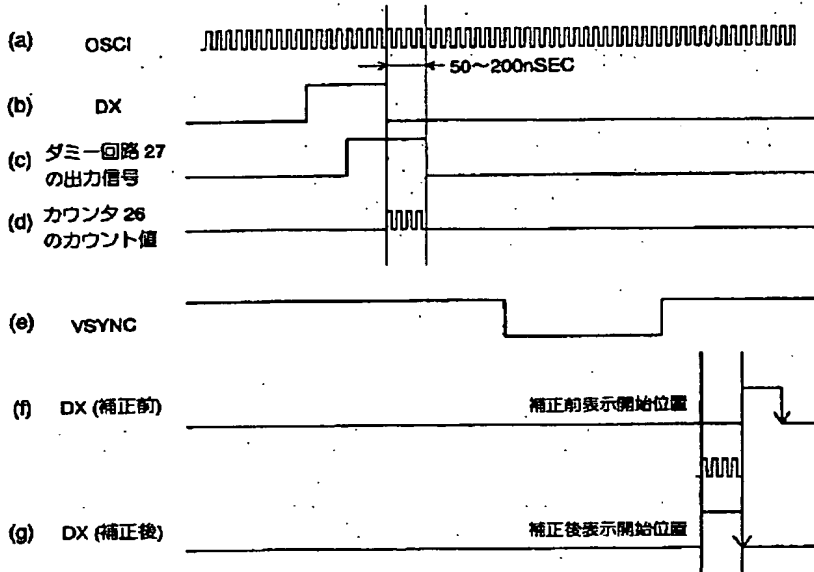 (a) OSCI
50〜200nSEC
(b) DX
(c) ダミー回路 27
の出力信号
(d) カウンタ 26
のカウント値
(e) VSYNC
(f) DX (補正前) 補正前表示開始位置
(g) DX (補正後) 補正後表示開始位置